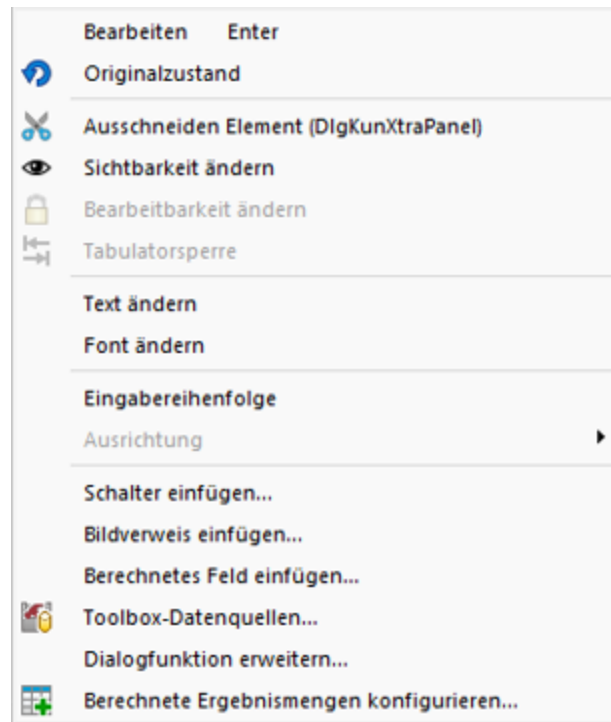 Bearbeiten Enter
Originalzustand
Ausschneiden Element (DlgKunXtraPanel)
Sichtbarkeit ändern
Bearbeitbarkeit ändern
Tabulatorsperre
Text ändern
Font ändern
Eingabereihenfolge
Ausrichtung
Schalter einfügen...
Bildverweis einfügen...
Berechnetes Feld einfügen...
Toolbox-Datenquellen...
Dialogfunktion erweitern...
Berechnete Ergebnismengen konfigurieren...